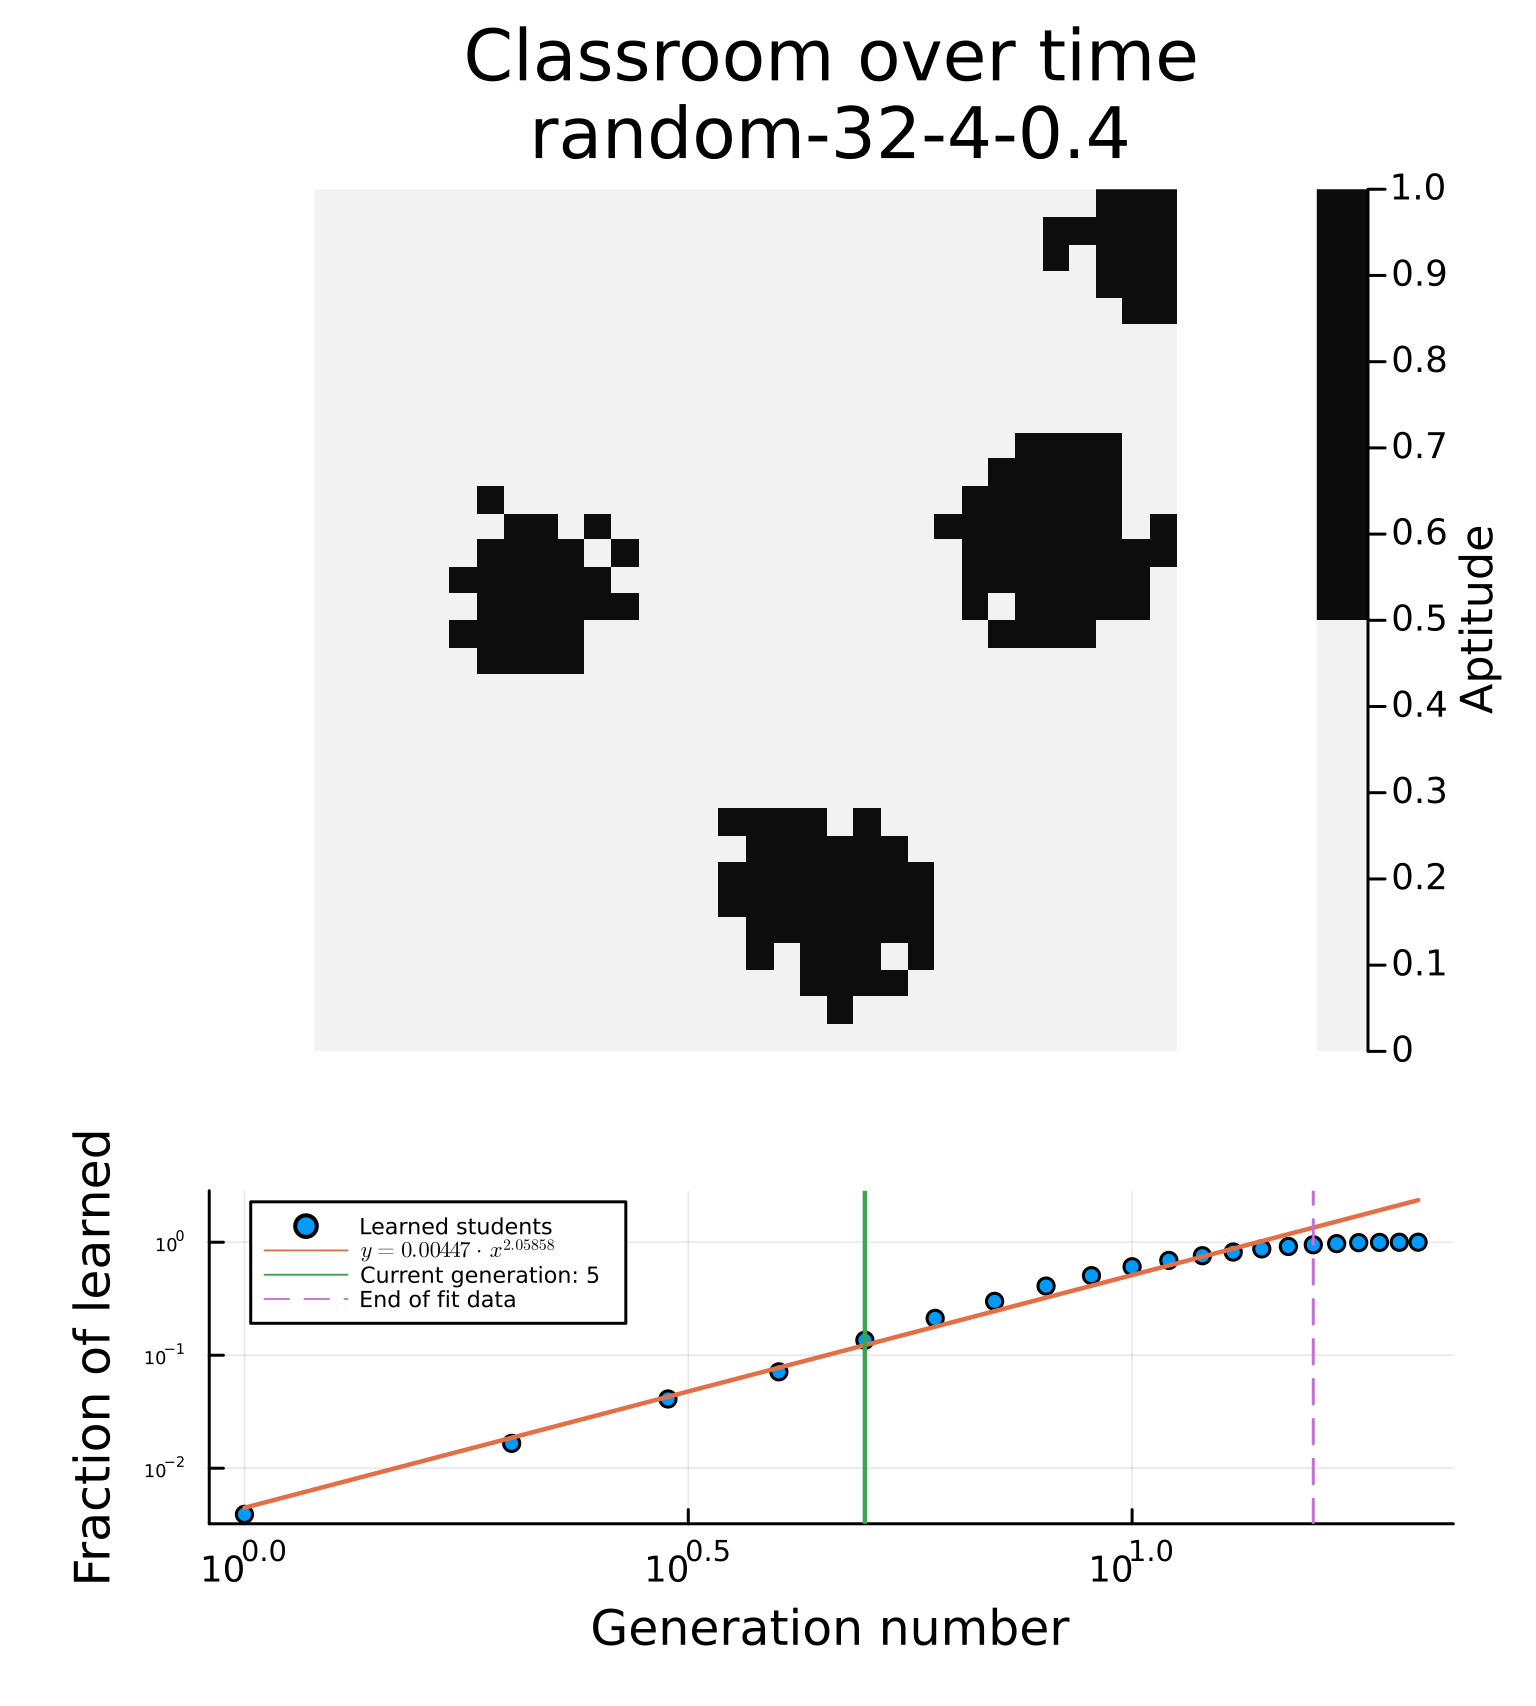 Classroom over time
random-32-4-0.4
1.0
0.9
0.8
0.7
0.6
0.5
0.4
0.3
0.2
0.1
0
Aptitude
Fraction of learned
10^0
10^−1
10^−2
Learned students
y = 0.00447 · x^2.05858
Current generation: 5
End of fit data
10^0.0
10^0.5
10^1.0
Generation number